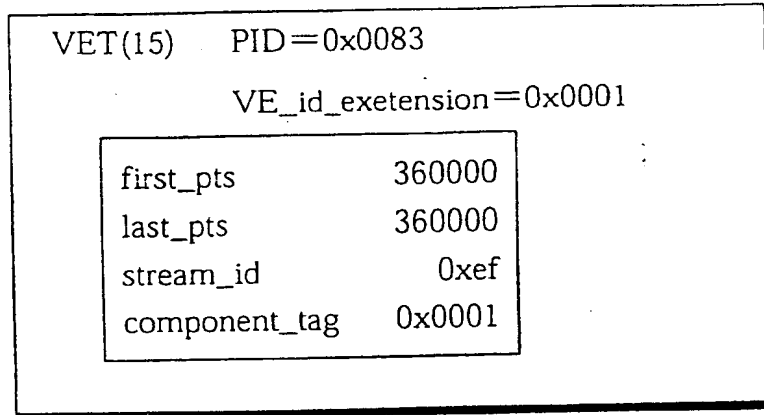 VET(15) PID=0x0083
VE_id_exetension=0x0001
first_pts 360000
last_pts 360000
stream_id 0xef
component_tag 0x0001